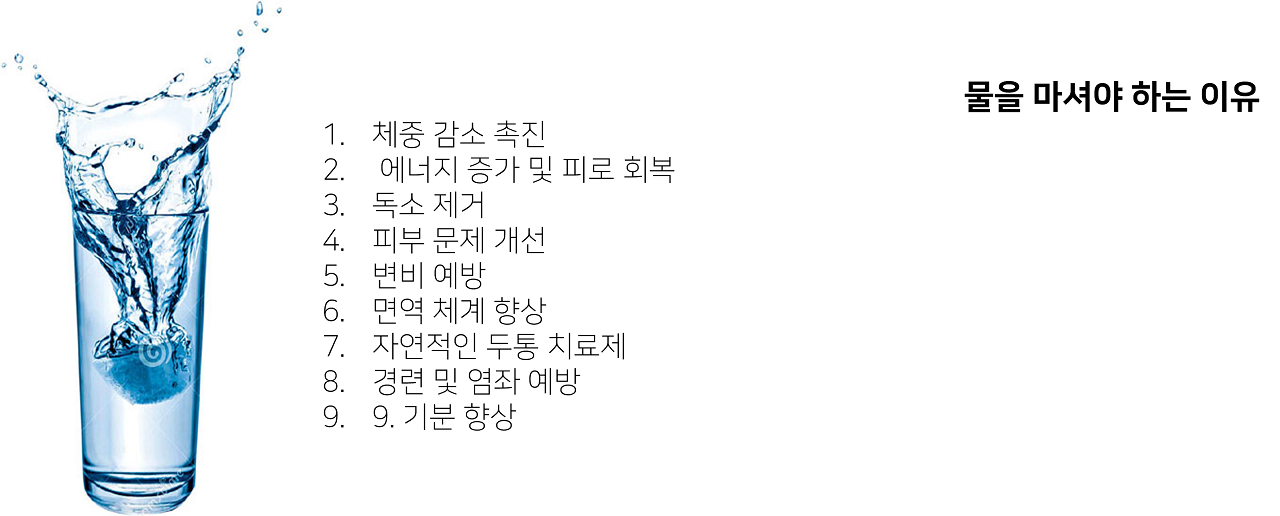 물을 마셔야 하는 이유
1. 체중 감소 촉진
2. 에너지 증가 및 피로 회복
3. 독소 제거
4. 피부 문제 개선
5. 변비 예방
6. 면역 체계 향상
7. 자연적인 두통 치료제
8. 경련 및 염좌 예방
9. 9. 기분 향상